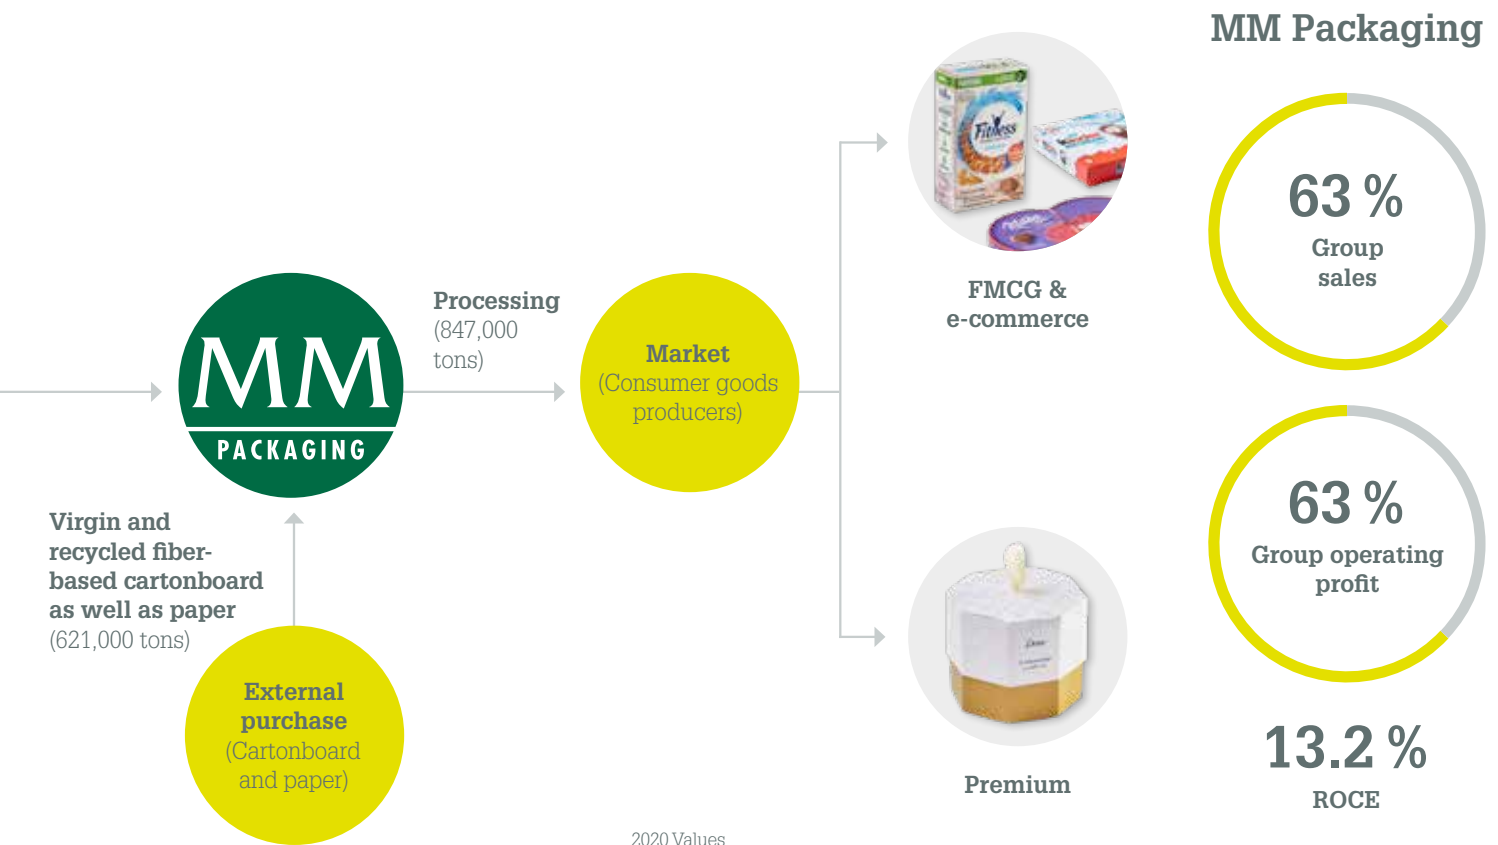 MM Packaging
63 %
Group
sales
FMCG &
e-commerce
Fitness
Processing
(847,000
tons)
Market
(Consumer goods
producers)
MM
PACKAGING
Virgin and
recycled fiber-
based cartonboard
as well as paper
(621,000 tons)
External
purchase
(Cartonboard
and paper)
63 %
Group operating
profit
Premium
13.2 %
ROCE
2020 Values